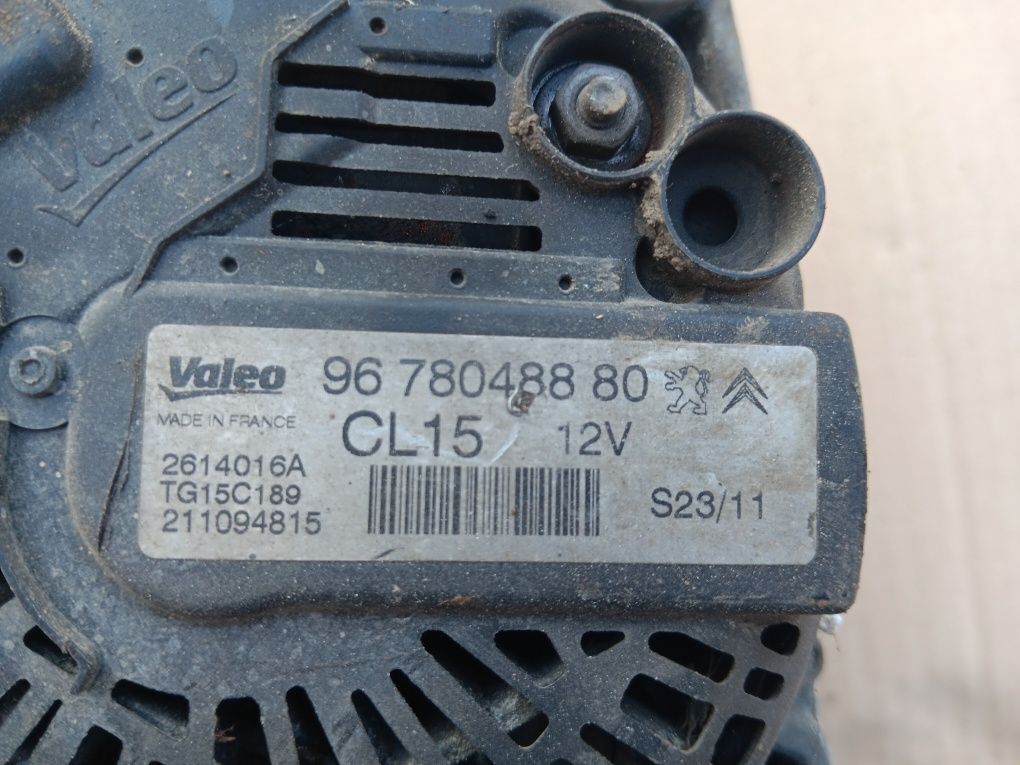 Valeo
Valeo 96 780488 80
MADE IN FRANCE
CL15 12V
2614016A
TG15C189
211094815
S23/11